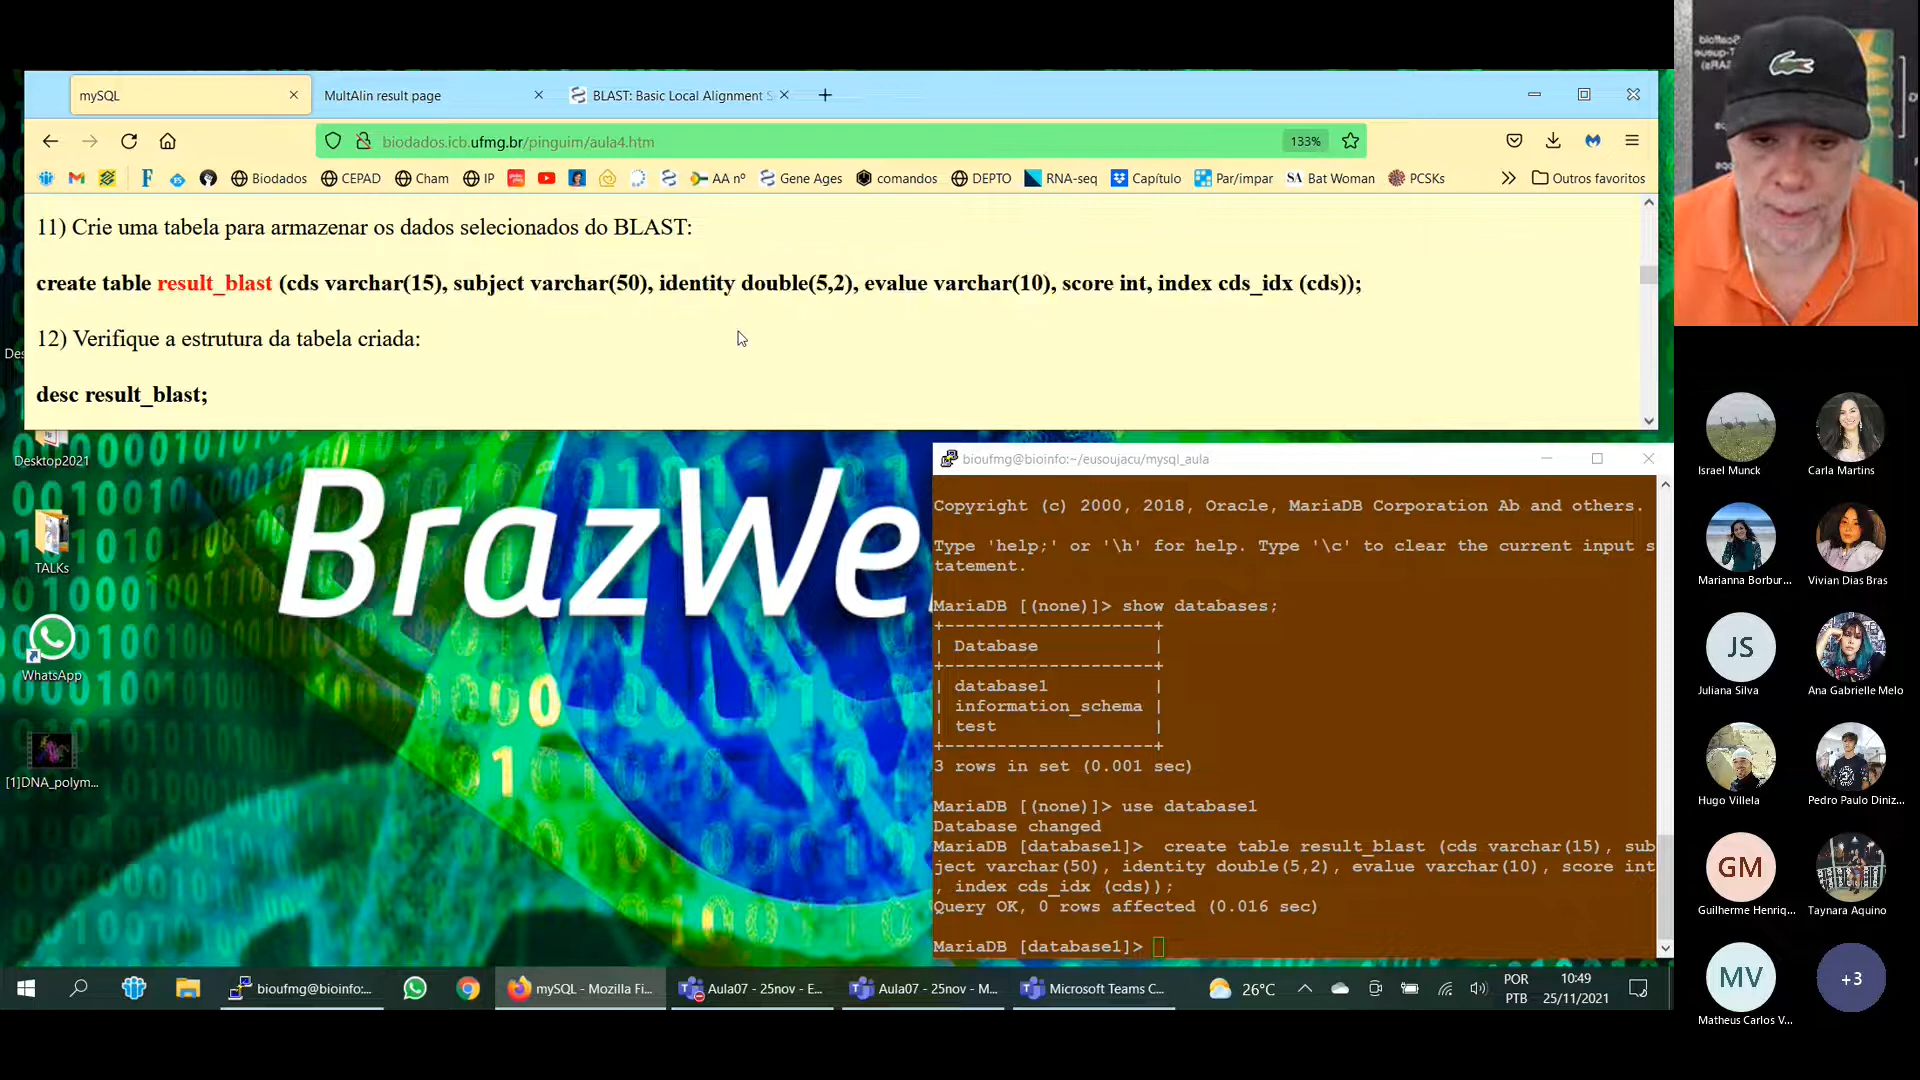 mySQL
MultAlin result page
BLAST: Basic Local Alignment S
biodados.icb.ufmg.br/pinguim/aula4.htm
133%
Biodados
CEPAD
Cham
IP
AA nº
Gene Ages
comandos
DEPTO
RNA-seq
Capítulo
Par/impar
SA Bat Woman
PCSKs
Outros favoritos
11) Crie uma tabela para armazenar os dados selecionados do BLAST:
create table result_blast (cds varchar(15), subject varchar(50), identity double(5,2), evalue varchar(10), score int, index cds_idx (cds));
12) Verifique a estrutura da tabela criada:
desc result_blast;
Desktop2021
TALKs
WhatsApp
[1]DNA_polym...
BrazWe
bioufmg@bioinfo:~/eusoujacu/mysql_aula
Copyright (c) 2000, 2018, Oracle, MariaDB Corporation Ab and others.
Type 'help;' or '\h' for help. Type '\c' to clear the current input s
tatement.
MariaDB [(none)]> show databases;
+--------------------+
| Database           |
+--------------------+
| database1          |
| information_schema |
| test               |
+--------------------+
3 rows in set (0.001 sec)
MariaDB [(none)]> use database1
Database changed
MariaDB [database1]>  create table result_blast (cds varchar(15), sub
ject varchar(50), identity double(5,2), evalue varchar(10), score int
, index cds_idx (cds));
Query OK, 0 rows affected (0.016 sec)
MariaDB [database1]>
bioufmg@bioinfo:...
mySQL - Mozilla Fi...
Aula07 - 25nov - E...
Aula07 - 25nov - M...
Microsoft Teams C...
26°C
POR
PTB
10:49
25/11/2021
Israel Munck
Carla Martins
Marianna Borbur...
Vivian Dias Bras
JS
Juliana Silva
Ana Gabrielle Melo
Hugo Villela
Pedro Paulo Diniz...
GM
Guilherme Henriq...
Taynara Aquino
MV
Matheus Carlos V...
+3